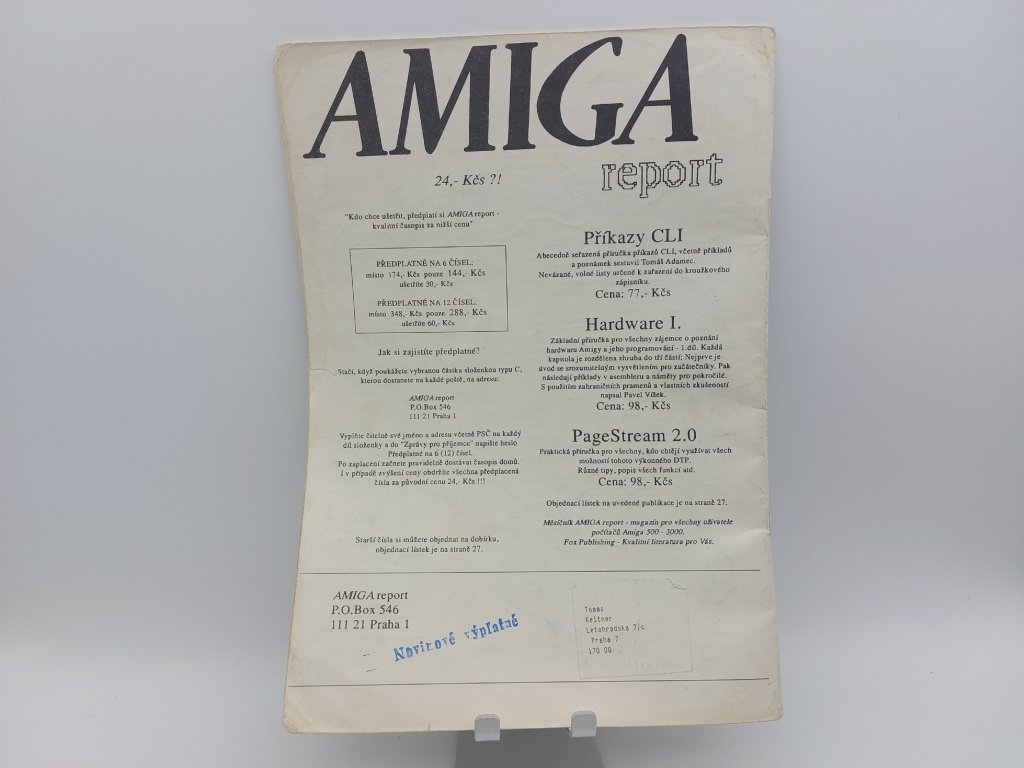 AMIGA
report
24,- Kčs ?!
"Kdo chce ušetřit, předplatí si AMIGA report -
kvalitní časopis za nižší cenu"
PŘEDPLATNÉ NA 6 ČÍSEL:
místo 174,- Kčs pouze 144,- Kčs
ušetříte 30,- Kčs
PŘEDPLATNÉ NA 12 ČÍSEL:
místo 348,- Kčs pouze 288,- Kčs
ušetříte 60,- Kčs
Jak si zajistíte předplatné?
Stačí, když poukážete vybranou částku složenkou typu C,
kterou dostanete na každé poště, na adresu:
AMIGA report
P.O.Box 546
111 21 Praha 1
Vyplňte čitelně své jméno a adresu včetně PSČ na každý
díl složenky a do "Zprávy pro příjemce" napište heslo
Předplatné na 6 (12) čísel.
Po zaplacení začnete pravidelně dostávat časopis domů.
I v případě zvýšení ceny obdržíte všechna předplacená
čísla za původní cenu 24,- Kčs !!!
Starší čísla si můžete objednat na dobírku,
objednací lístek je na straně 27.
Příkazy CLI
Abecedně seřazená příručka příkazů CLI, včetně příkladů
a poznámek sestavil Tomáš Adamec.
Nevázané, volné listy určené k zařazení do kroužkového
zápisníku.
Cena: 77,- Kčs
Hardware I.
Základní příručka pro všechny zájemce o poznání
hardwaru Amigy a jeho programování - 1.díl. Každá
kapitola je rozdělena zhruba do tří částí: Nejprve je
úvod se srozumitelným vysvětlením pro začátečníky. Pak
následují příklady v assembleru a náměty pro pokročilé.
S použitím zahraničních pramenů a vlastních zkušeností
napsal Pavel Víšek.
Cena: 98,- Kčs
PageStream 2.0
Praktická příručka pro všechny, kdo chtějí využívat všech
možností tohoto výkonného DTP.
Různé tipy, popis všech funkcí atd.
Cena: 98,- Kčs
Objednací lístek na uvedené publikace je na straně 27.
Měsíčník AMIGA report - magazín pro všechny uživatele
počítačů Amiga 500 - 3000.
Fox Publishing - Kvalitní literatura pro Vás.
AMIGA report
P.O.Box 546
111 21 Praha 1
Novinové výplatné
Tomas
Keltner
Letohradska 7/c
Praha 7
170 00